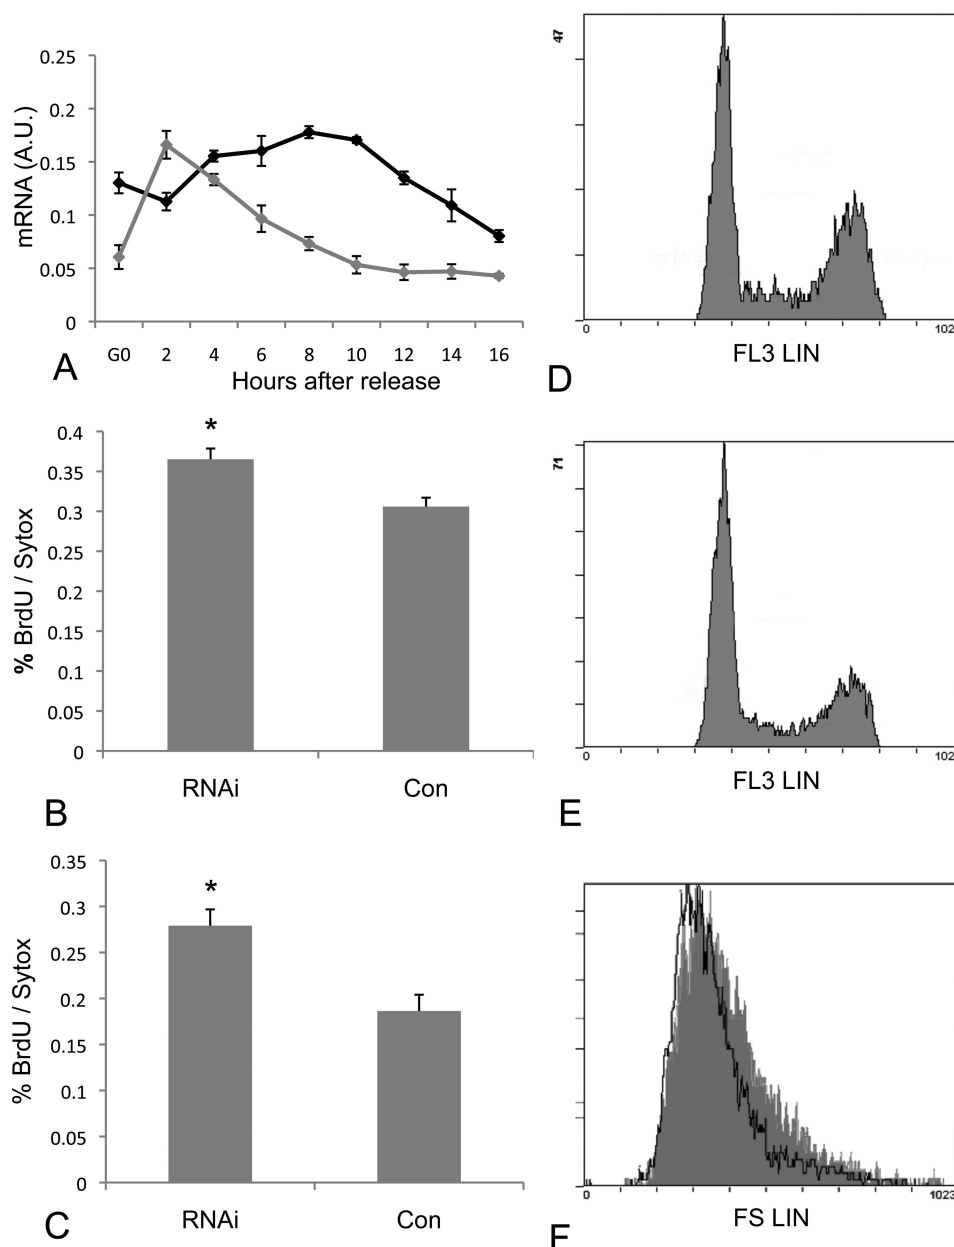 0.25
0.2
0.15
0.1
0.05
0
mRNA (A.U.)
G0 2 4 6 8 10 12 14 16
Hours after release
A
*
0.4
0.35
0.3
0.25
0.2
0.15
0.1
0.05
0
% BrdU / Sytox
RNAi Con
B
*
0.35
0.3
0.25
0.2
0.15
0.1
0.05
0
% BrdU / Sytox
RNAi Con
C
47
0 102
FL3 LIN
D
71
0 102
FL3 LIN
E
0 1023
FS LIN
F